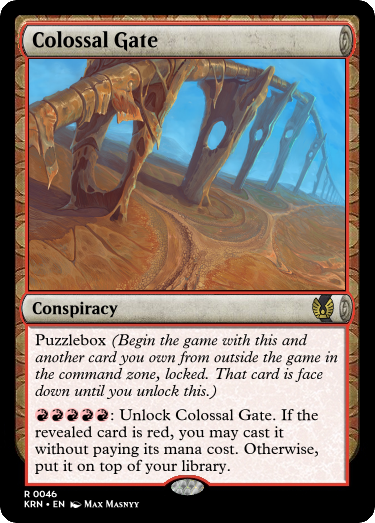 Colossal Gate
Conspiracy
Puzzlebox (Begin the game with this and
another card you own from outside the game in
the command zone, locked. That card is face
down until you unlock this.)
: Unlock Colossal Gate. If the
revealed card is red, you may cast it
without paying its mana cost. Otherwise,
put it on top of your library.
R 0046
KRN • EN Max Masnyy